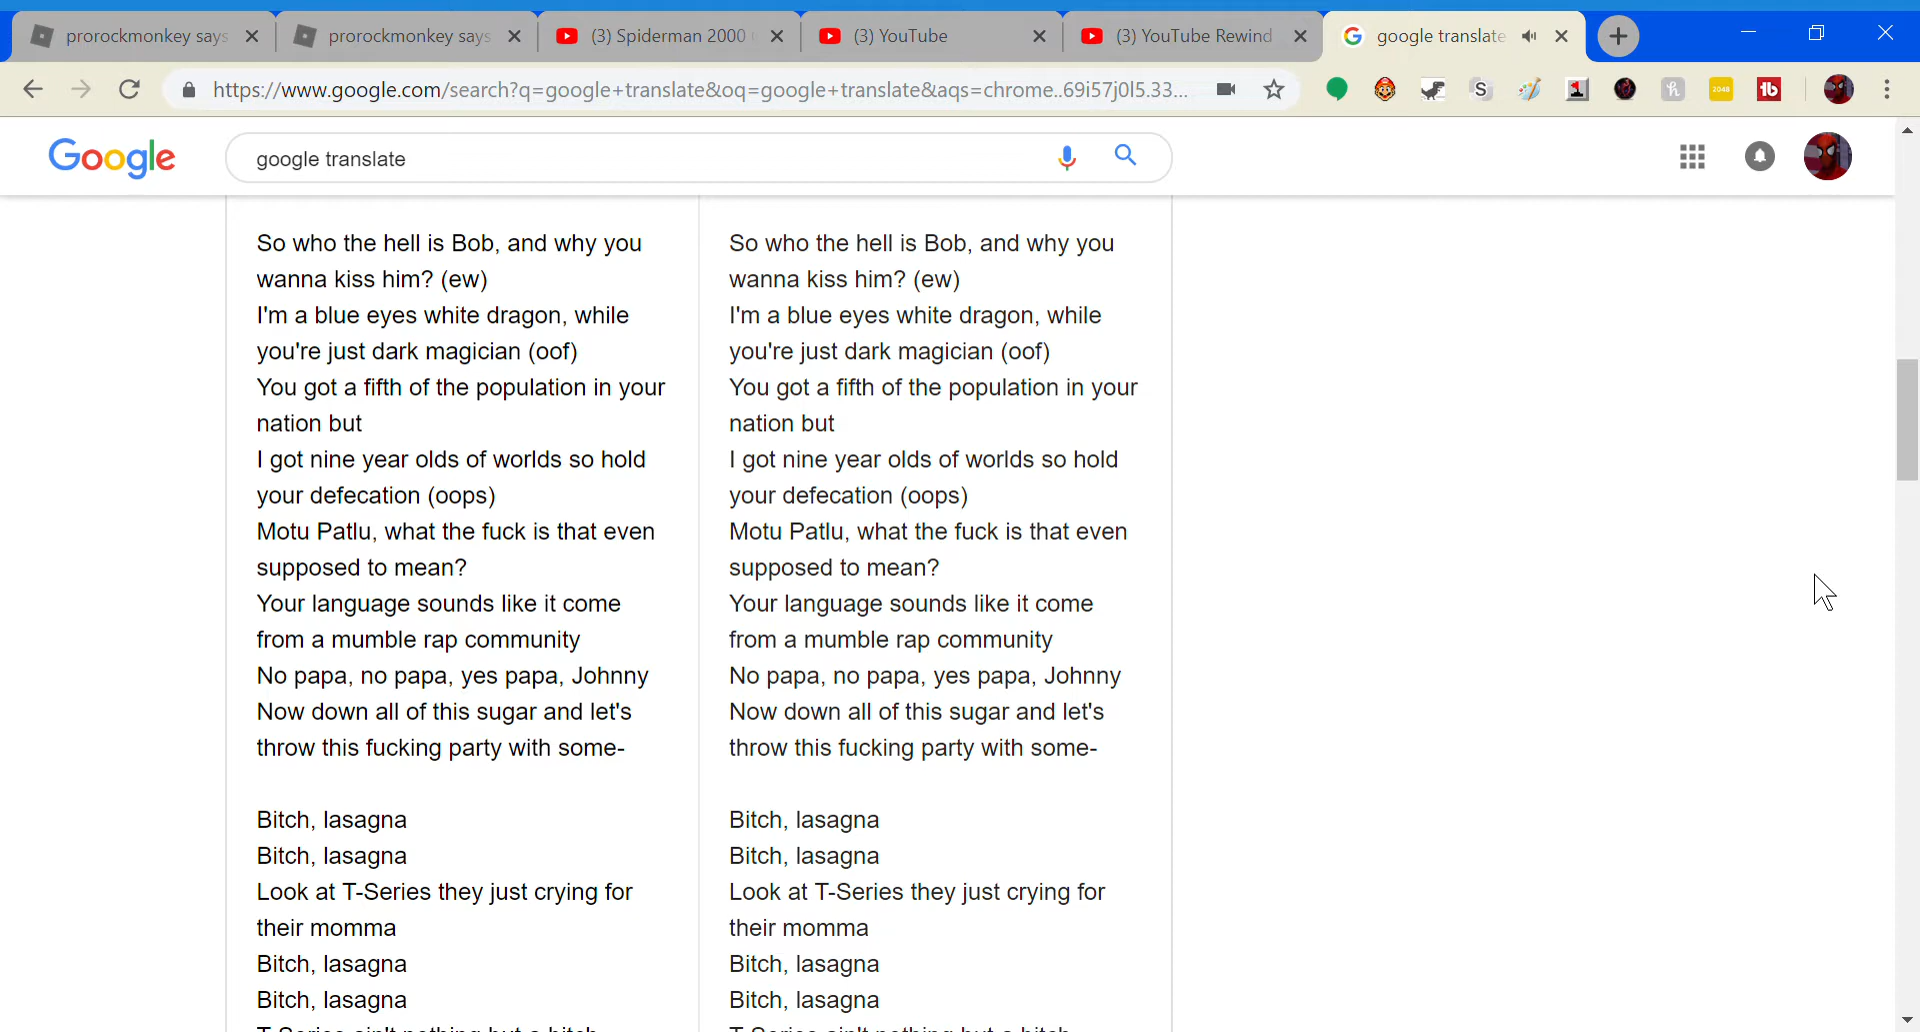 prorockmonkey says
prorockmonkey says
(3) Spiderman 2000
(3) YouTube
(3) YouTube Rewind
google translate
https://www.google.com/search?q=google+translate&oq=google+translate&aqs=chrome..69i57j0l5.33...
S
2048
Google
google translate
So who the hell is Bob, and why you
wanna kiss him? (ew)
I'm a blue eyes white dragon, while
you're just dark magician (oof)
You got a fifth of the population in your
nation but
I got nine year olds of worlds so hold
your defecation (oops)
Motu Patlu, what the fuck is that even
supposed to mean?
Your language sounds like it come
from a mumble rap community
No papa, no papa, yes papa, Johnny
Now down all of this sugar and let's
throw this fucking party with some-
Bitch, lasagna
Bitch, lasagna
Look at T-Series they just crying for
their momma
Bitch, lasagna
Bitch, lasagna
T-Series ain't nothing but a bitch
So who the hell is Bob, and why you
wanna kiss him? (ew)
I'm a blue eyes white dragon, while
you're just dark magician (oof)
You got a fifth of the population in your
nation but
I got nine year olds of worlds so hold
your defecation (oops)
Motu Patlu, what the fuck is that even
supposed to mean?
Your language sounds like it come
from a mumble rap community
No papa, no papa, yes papa, Johnny
Now down all of this sugar and let's
throw this fucking party with some-
Bitch, lasagna
Bitch, lasagna
Look at T-Series they just crying for
their momma
Bitch, lasagna
Bitch, lasagna
T-Series ain't nothing but a bitch